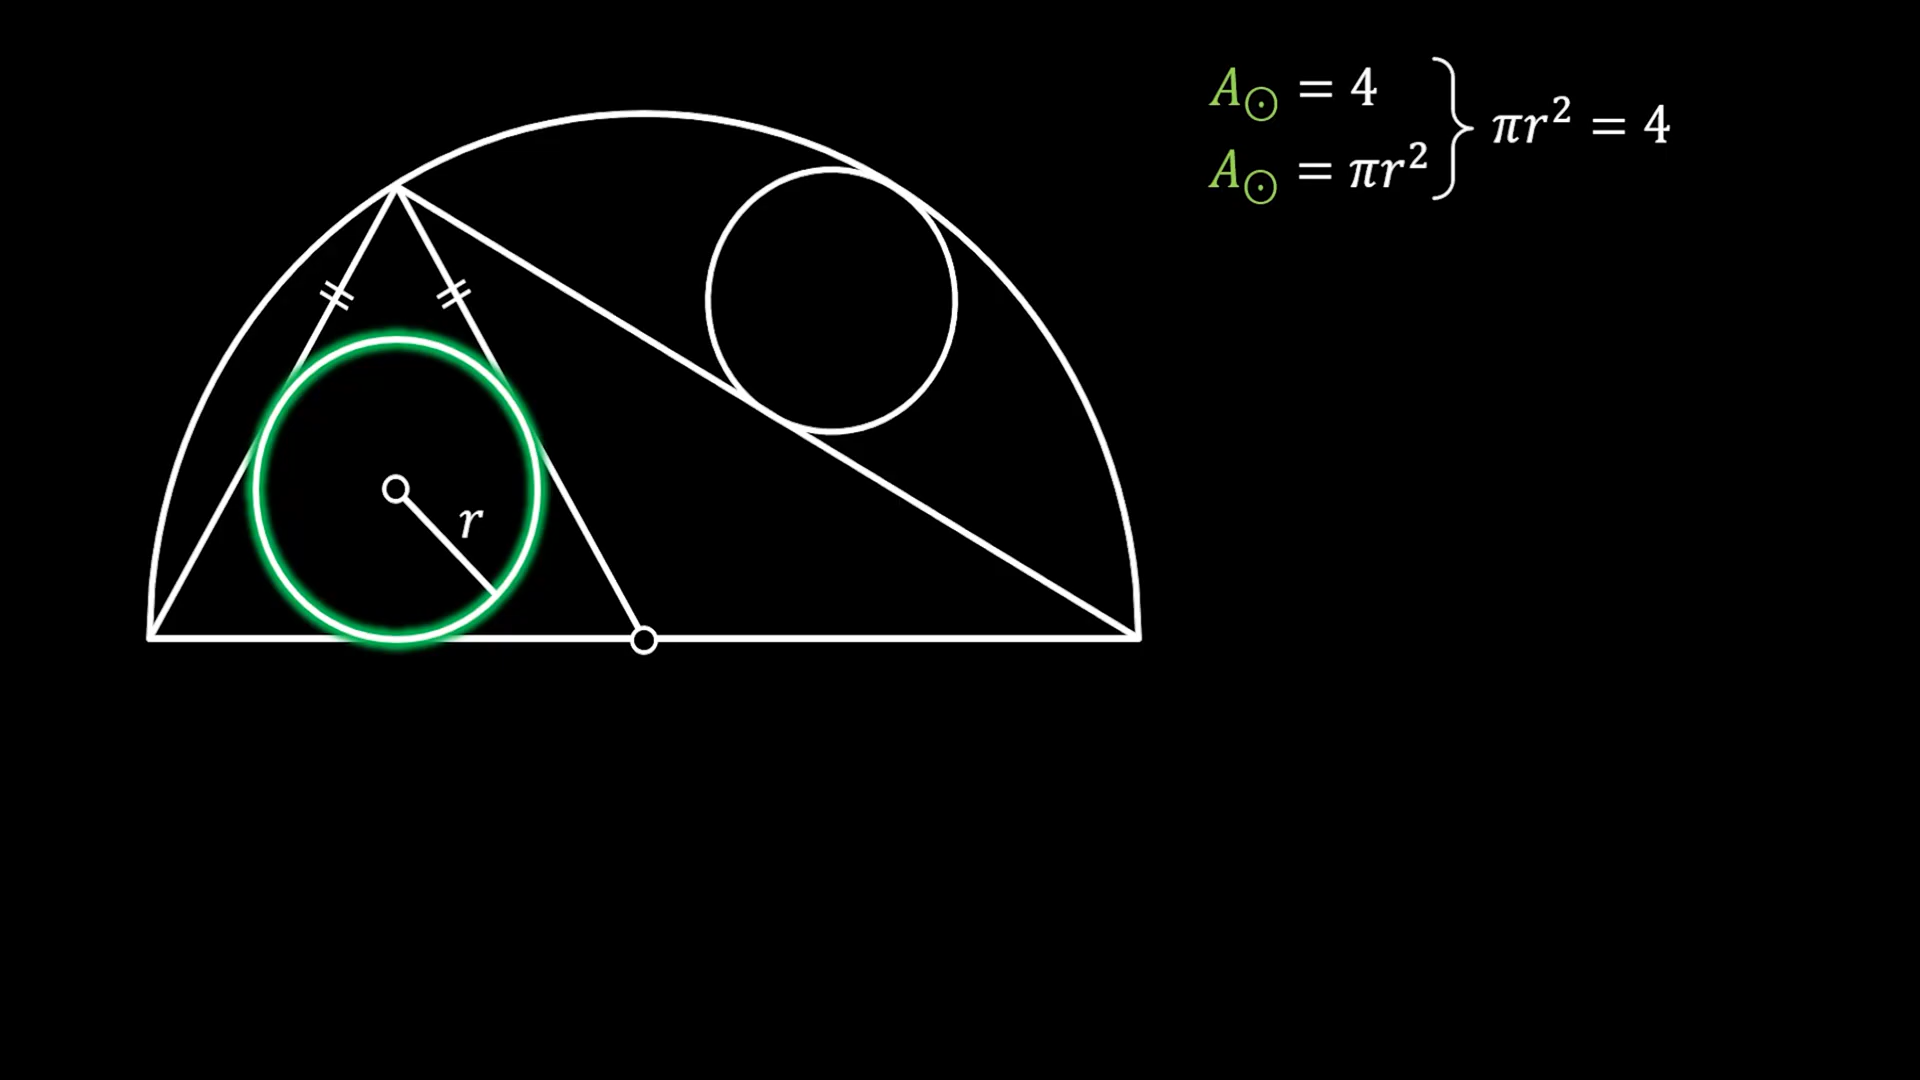 A⊙ = 4
A⊙ = πr²
πr² = 4
r